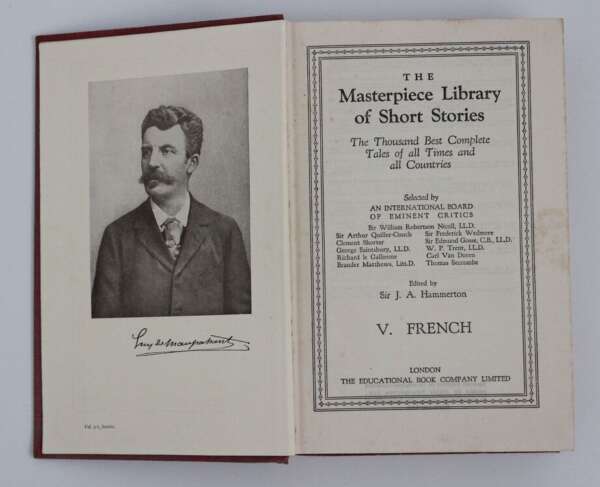 Guy de Maupassant
THE
Masterpiece Library
of Short Stories
The Thousand Best Complete
Tales of all Times and
all Countries
Selected by
AN INTERNATIONAL BOARD
OF EMINENT CRITICS
Sir William Robertson Nicoll, LL.D.
Sir Arthur Quiller-Couch Sir Frederick Wedmore
Clement Shorter Sir Edmund Gosse, C.B., LL.D.
George Saintsbury, LL.D. W. P. Trent, LL.D.
Richard le Gallienne Carl Van Doren
Brander Matthews, Litt.D. Thomas Seccombe
Edited by
Sir J. A. Hammerton
V. FRENCH
LONDON
THE EDUCATIONAL BOOK COMPANY LIMITED